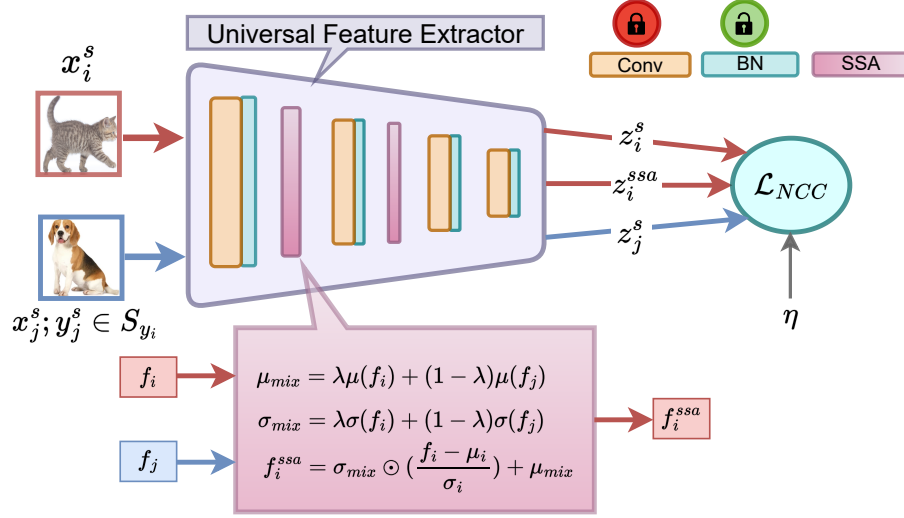 Universal Feature Extractor
Conv
BN
SSA
x_i^s
z_i^s
z_i^{ssa}
z_j^s
\mathcal{L}_{NCC}
η
x_j^s; y_j^s ∈ S_{y_i}
f_i
f_j
μ_{mix} = λμ(f_i) + (1 − λ)μ(f_j)
σ_{mix} = λσ(f_i) + (1 − λ)σ(f_j)
f_i^{ssa} = σ_{mix} ⊙ (\frac{f_i − μ_i}{σ_i}) + μ_{mix}
f_i^{ssa}